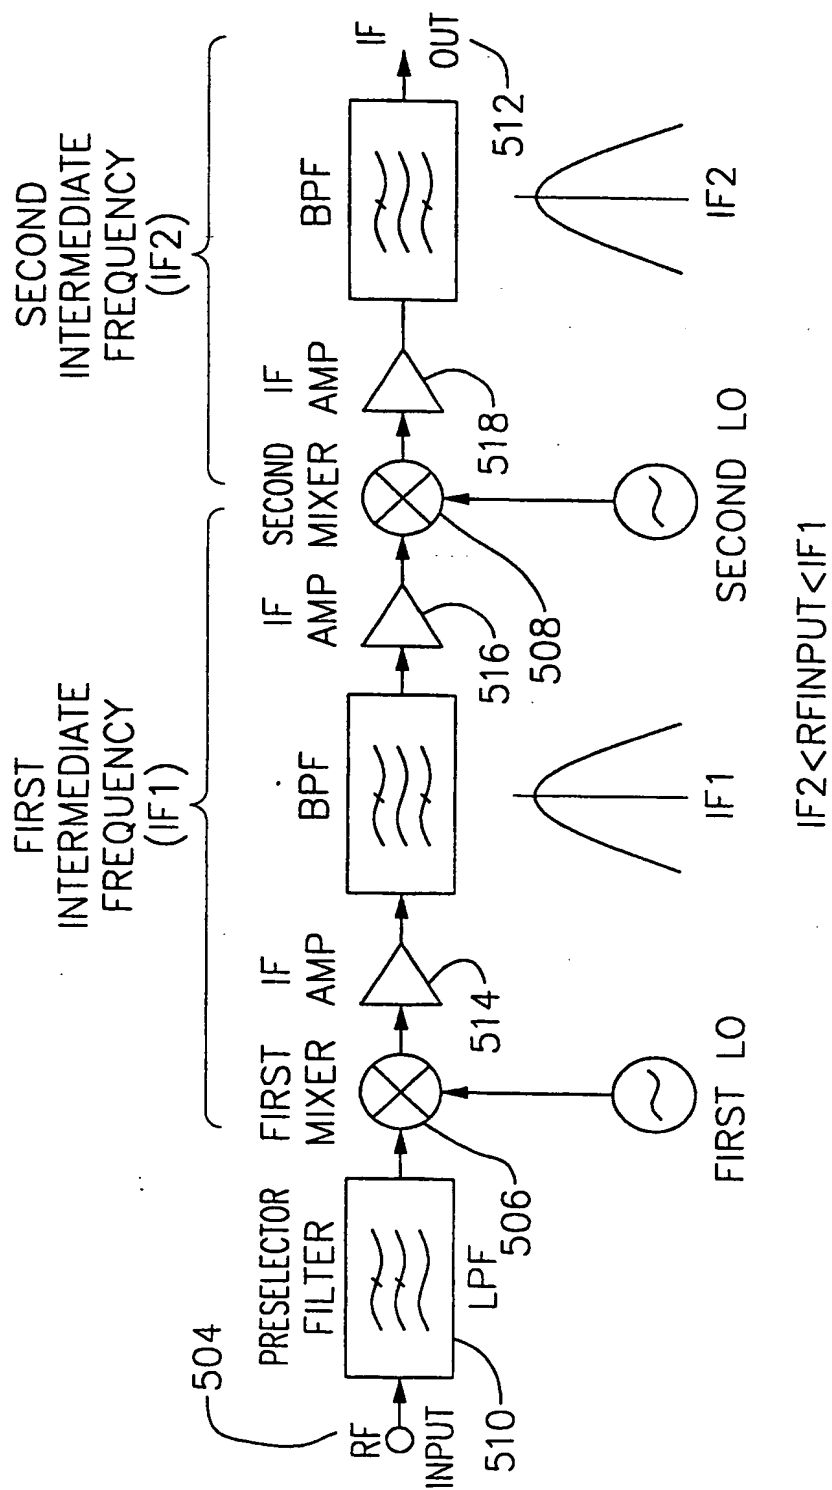 FIRST
INTERMEDIATE
FREQUENCY
(IF1)
SECOND
INTERMEDIATE
FREQUENCY
(IF2)
504
RF
INPUT
PRESELECTOR
FILTER
LPF
510
FIRST
MIXER
506
FIRST LO
IF
AMP
514
BPF
IF1
IF
AMP
516
SECOND
MIXER
508
SECOND LO
IF
AMP
518
BPF
IF2
IF
OUT
512
IF2<RFINPUT<IF1